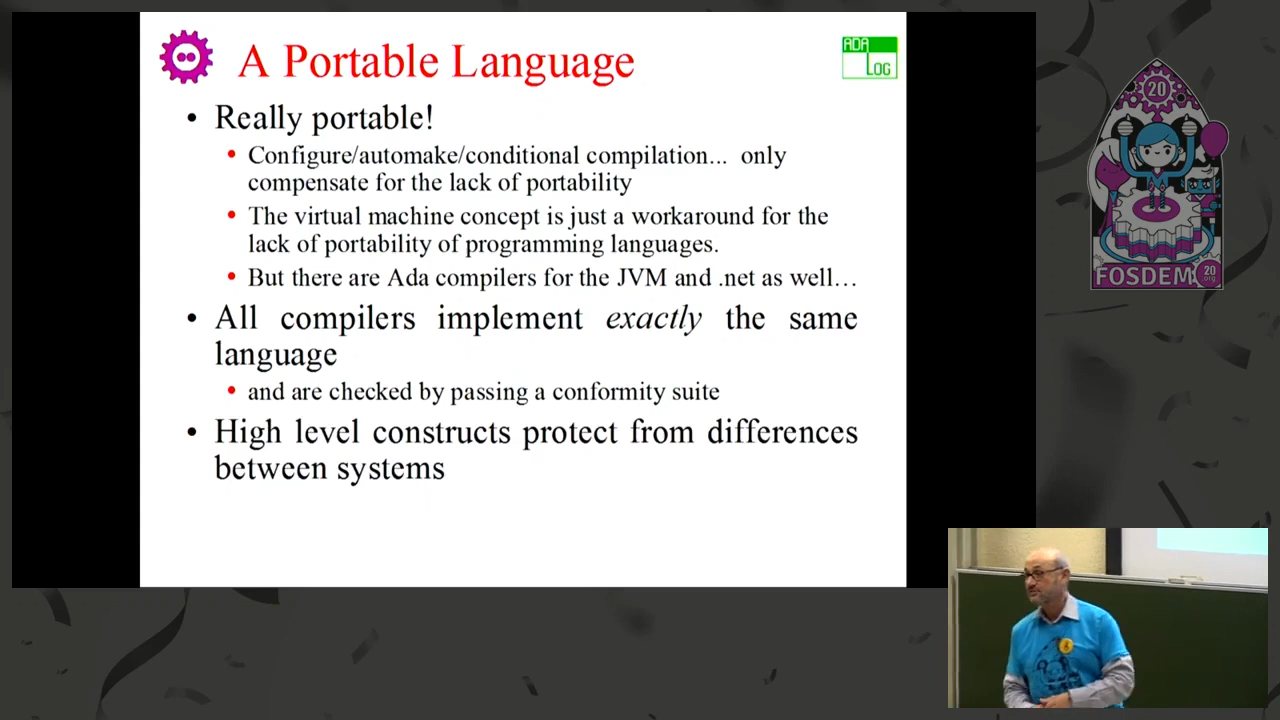 A Portable Language
ADA
LOG
• Really portable!
• Configure/automake/conditional compilation... only
compensate for the lack of portability
• The virtual machine concept is just a workaround for the
lack of portability of programming languages.
• But there are Ada compilers for the JVM and .net as well…
• All compilers implement exactly the same
language
• and are checked by passing a conformity suite
• High level constructs protect from differences
between systems
20
FOSDEM
20
.org